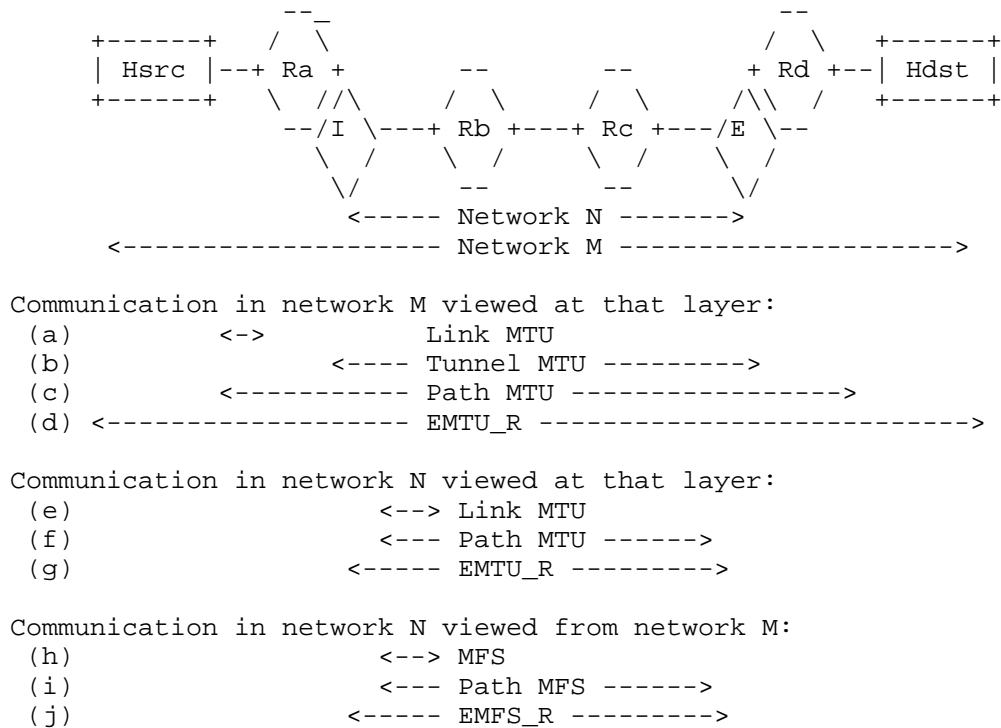 --_                                   --
      +------+    /  \                                 /  \    +------+
      | Hsrc |--+ Ra +         --        --         + Rd +--| Hdst |
      +------+    \  //\      /  \      /  \       /\\  /    +------+
                   --/I \---+ Rb +---+ Rc +---/E \--
                     \  /     \  /      \  /      \  /
                      \/       --        --        \/
                       <----- Network N ------->
       <-------------------- Network M --------------------->
Communication in network M viewed at that layer:
 (a)          <->          Link MTU
 (b)                  <---- Tunnel MTU --------->
 (c)          <----------- Path MTU ---------------->
 (d) <------------------- EMTU_R --------------------------->
Communication in network N viewed at that layer:
 (e)                     <--> Link MTU
 (f)                     <--- Path MTU ------>
 (g)                   <----- EMTU_R --------->
Communication in network N viewed from network M:
 (h)                     <--> MFS
 (i)                     <--- Path MFS ------>
 (j)                   <----- EMFS_R --------->